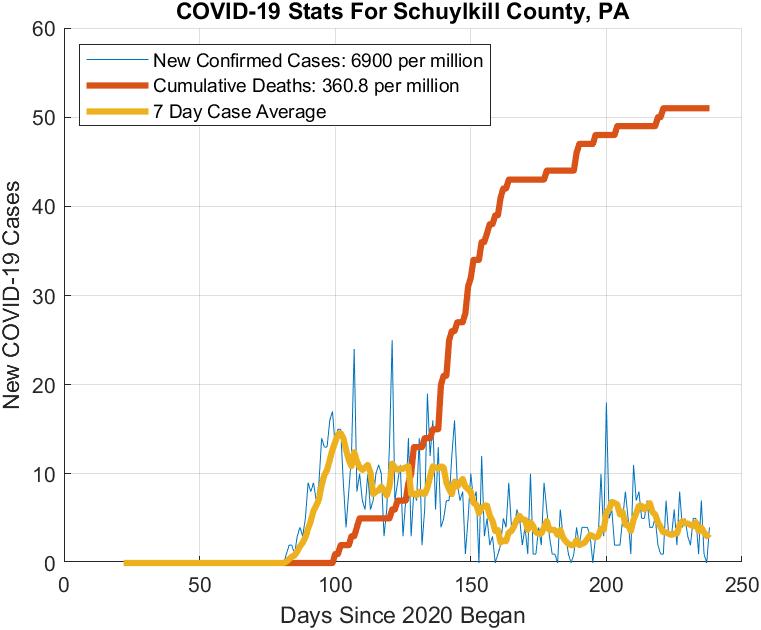 COVID-19 Stats For Schuylkill County, PA
60
New Confirmed Cases: 6900 per million
Cumulative Deaths: 360.8 per million
7 Day Case Average
50
40
30
20
10
0
New COVID-19 Cases
0 50 100 150 200 250
Days Since 2020 Began